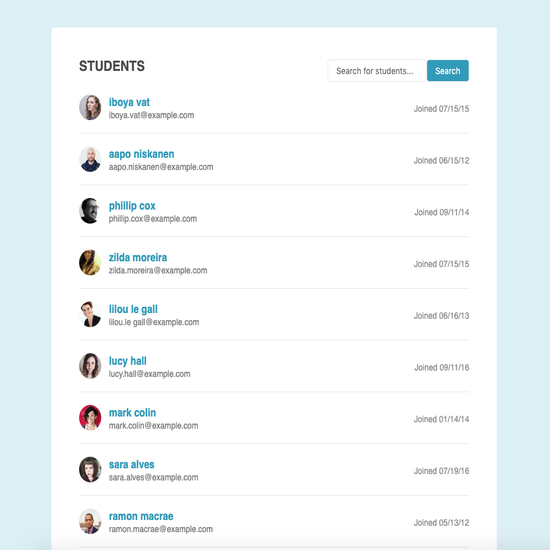 STUDENTS
Search for students... Search
iboya vat
iboya.vat@example.com
Joined 07/15/15
aapo niskanen
aapo.niskanen@example.com
Joined 06/15/12
phillip cox
phillip.cox@example.com
Joined 09/11/14
zilda moreira
zilda.moreira@example.com
Joined 07/15/15
lilou le gall
lilou.le gall@example.com
Joined 06/16/13
lucy hall
lucy.hall@example.com
Joined 09/11/16
mark colin
mark.colin@example.com
Joined 01/14/14
sara alves
sara.alves@example.com
Joined 07/19/16
ramon macrae
ramon.macrae@example.com
Joined 05/13/12